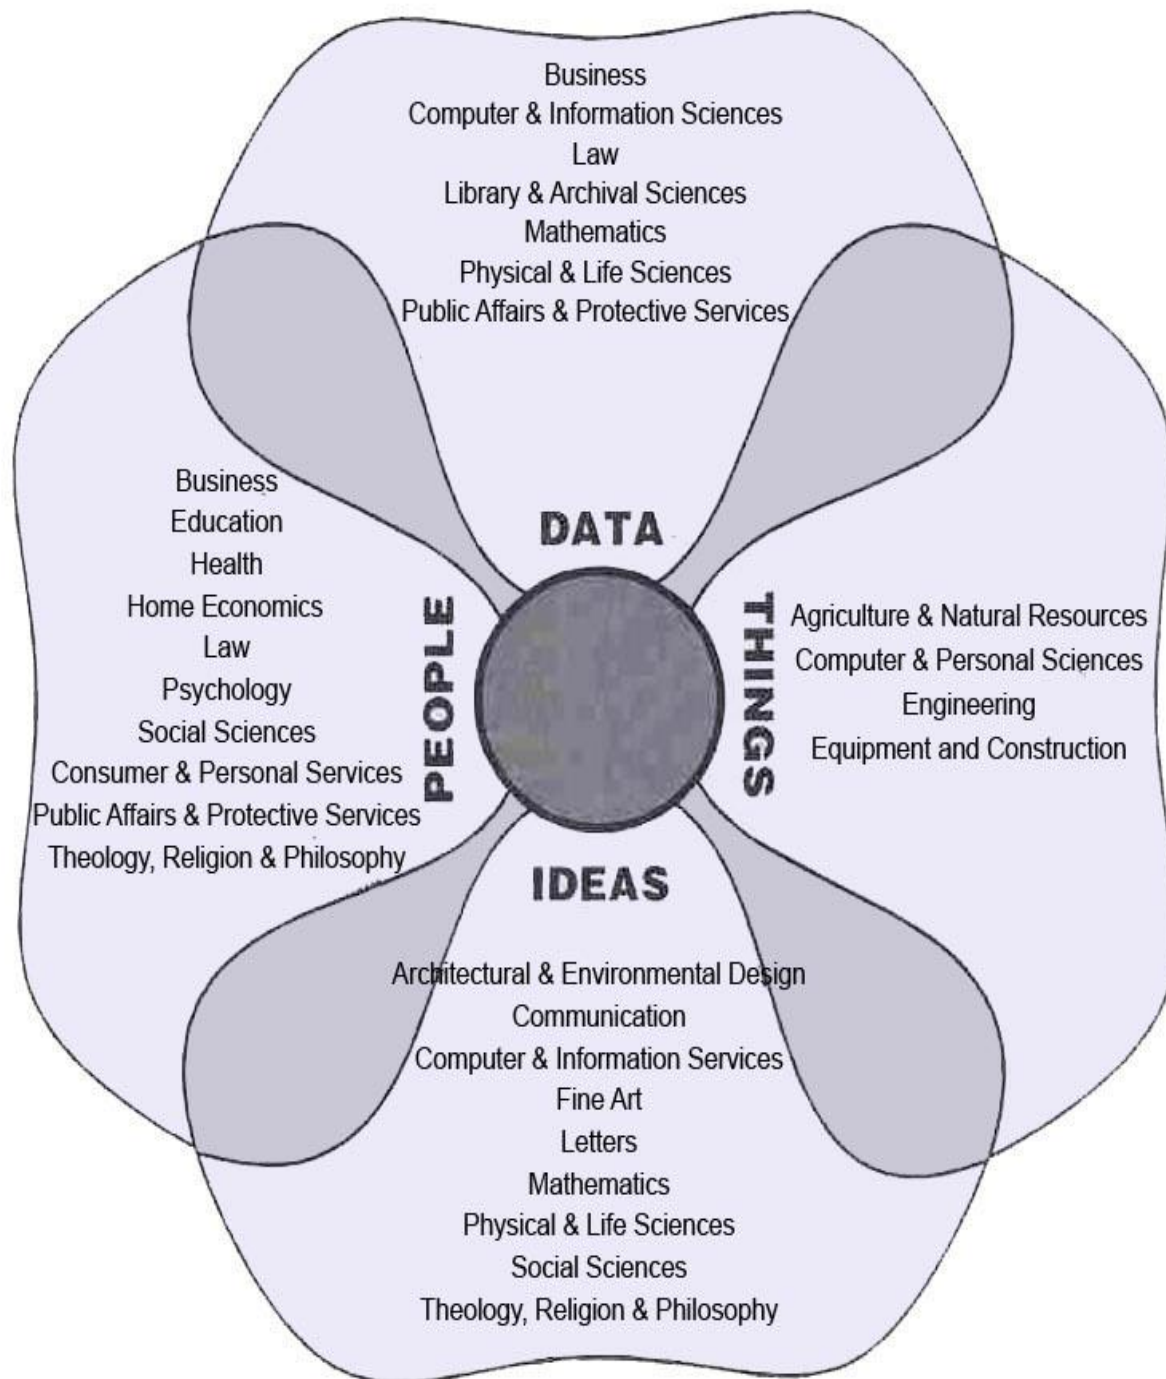 Business
Computer & Information Sciences
Law
Library & Archival Sciences
Mathematics
Physical & Life Sciences
Public Affairs & Protective Services
DATA
Business
Education
Health
Home Economics
Law
Psychology
Social Sciences
Consumer & Personal Services
Public Affairs & Protective Services
Theology, Religion & Philosophy
PEOPLE
THINGS
Agriculture & Natural Resources
Computer & Personal Sciences
Engineering
Equipment and Construction
IDEAS
Architectural & Environmental Design
Communication
Computer & Information Services
Fine Art
Letters
Mathematics
Physical & Life Sciences
Social Sciences
Theology, Religion & Philosophy